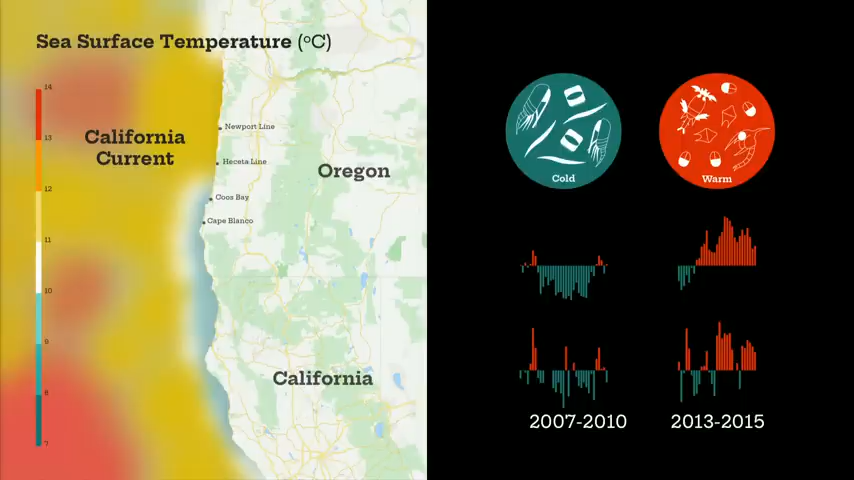 Sea Surface Temperature (°C)
14
13
12
11
10
9
8
7
California
Current
Newport Line
Heceta Line
Coos Bay
Cape Blanco
Oregon
California
Cold
Warm
2007-2010
2013-2015